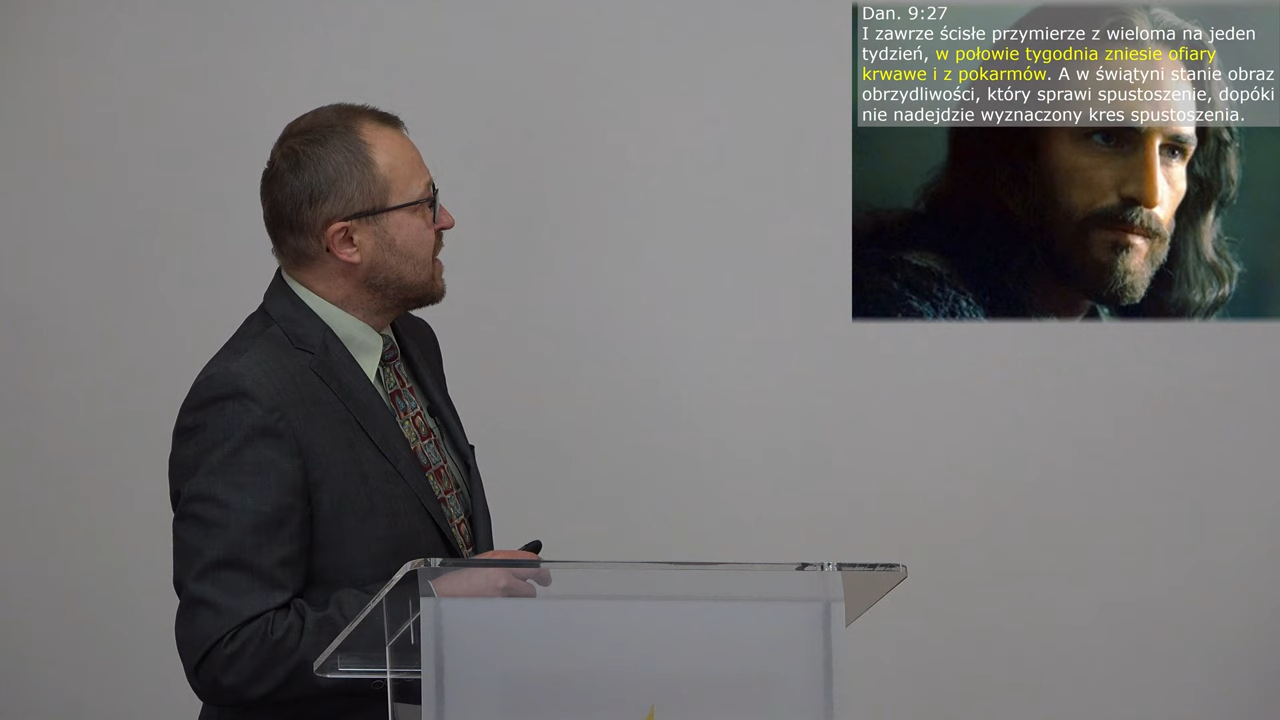 Dan. 9:27
I zawrze ścisłe przymierze z wieloma na jeden
tydzień, w połowie tygodnia zniesie ofiary
krwawe i z pokarmów. A w świątyni stanie obraz
obrzydliwości, który sprawi spustoszenie, dopóki
nie nadejdzie wyznaczony kres spustoszenia.